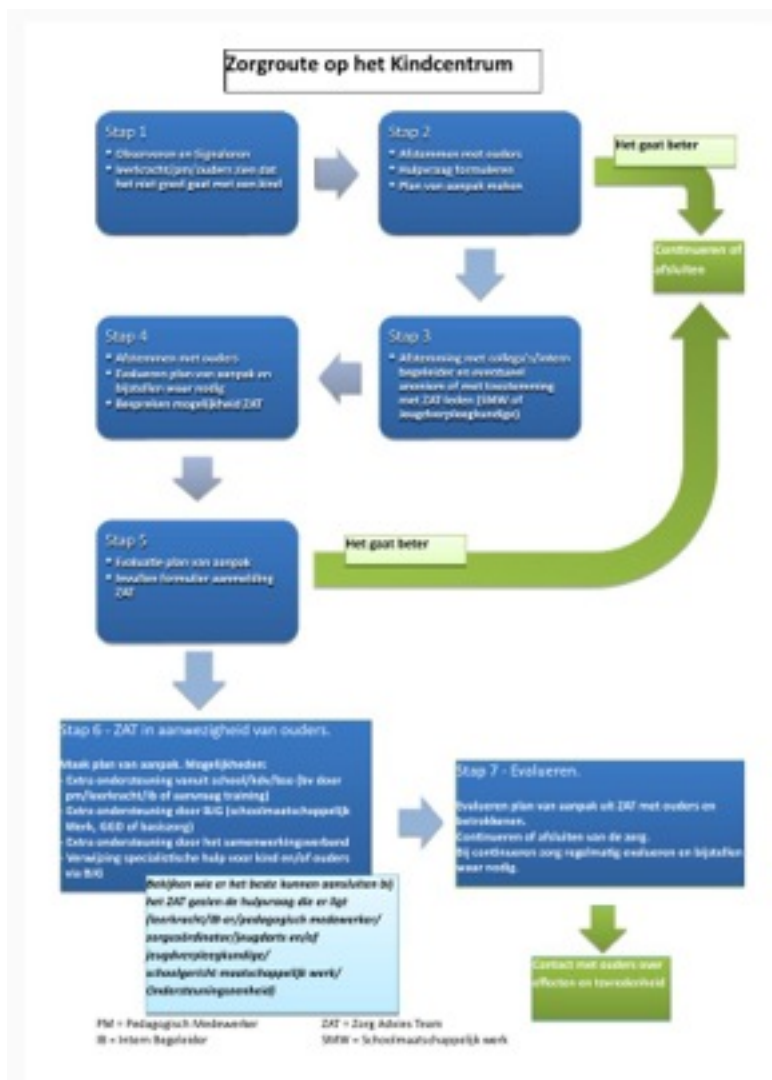 Zorgroute op het Kindcentrum
Stap 1
• Observeren en Signaleren
• leerkracht/pm/ouders zien dat
het niet goed gaat met een kind
Stap 2
• Afstemmen met ouders
• Hulpvraag formuleren
• Plan van aanpak maken
Het gaat beter
Continueren of
afsluiten
Stap 3
• Afstemming met collega's/intern
begeleider en eventueel
anoniem of met toestemming
met ZAT-leden (SMW of
jeugdverpleegkundige)
Stap 4
• Afstemmen met ouders
• Evalueren plan van aanpak en
bijstellen waar nodig
• Bespreken mogelijkheid ZAT
Stap 5
• Evaluatie plan van aanpak
• Invullen formulier aanmelding
ZAT
Het gaat beter
Stap 6 - ZAT in aanwezigheid van ouders.
Maak plan van aanpak. Mogelijkheden:
- Extra ondersteuning vanuit school/kdv/bso (bv door
pm/leerkracht/ib of aanvraag training)
- Extra ondersteuning door BJG (schoolmaatschappelijk
Werk, GGD of basiszorg)
- Extra ondersteuning door het samenwerkingsverband
- Verwijzing specialistische hulp voor kind en/of ouders
via BJG
Bekijken wie er het beste kunnen aansluiten bij
het ZAT gezien de hulpvraag die er ligt
(leerkracht/IB-er/pedagogisch medewerker/
zorgcoördinator/jeugdarts en/of
jeugdverpleegkundige/
schoolgericht maatschappelijk werk/
Ondersteuningseenheid)
Stap 7 - Evalueren.
Evalueren plan van aanpak uit ZAT met ouders en
betrokkenen.
Continueren of afsluiten van de zorg.
Bij continueren zorg regelmatig evalueren en bijstellen
waar nodig.
Contact met ouders over
effecten en tevredenheid
PM = Pedagogisch Medewerker
IB = Intern Begeleider
ZAT = Zorg Advies Team
SMW = Schoolmaatschappelijk werk